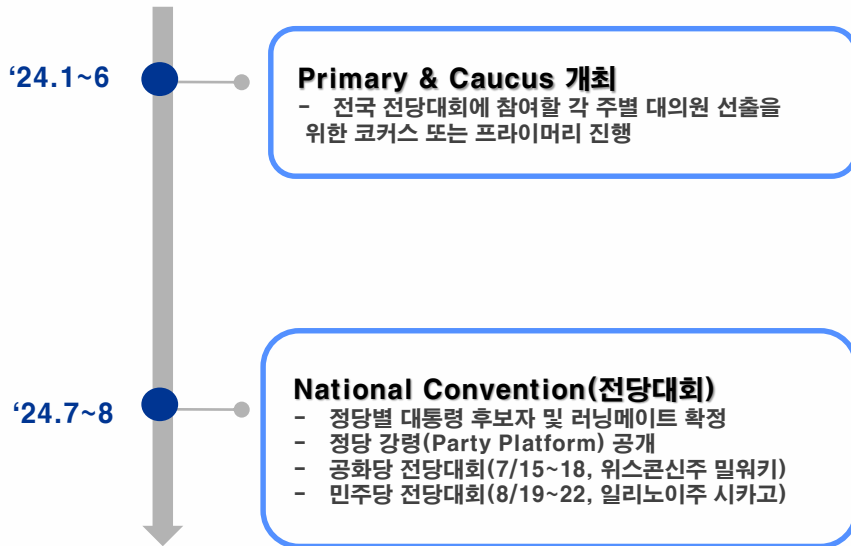 ‘24.1~6
Primary & Caucus 개최
- 전국 전당대회에 참여할 각 주별 대의원 선출을
위한 코커스 또는 프라이머리 진행
‘24.7~8
National Convention(전당대회)
- 정당별 대통령 후보자 및 러닝메이트 확정
- 정당 강령(Party Platform) 공개
- 공화당 전당대회(7/15~18, 위스콘신주 밀워키)
- 민주당 전당대회(8/19~22, 일리노이주 시카고)